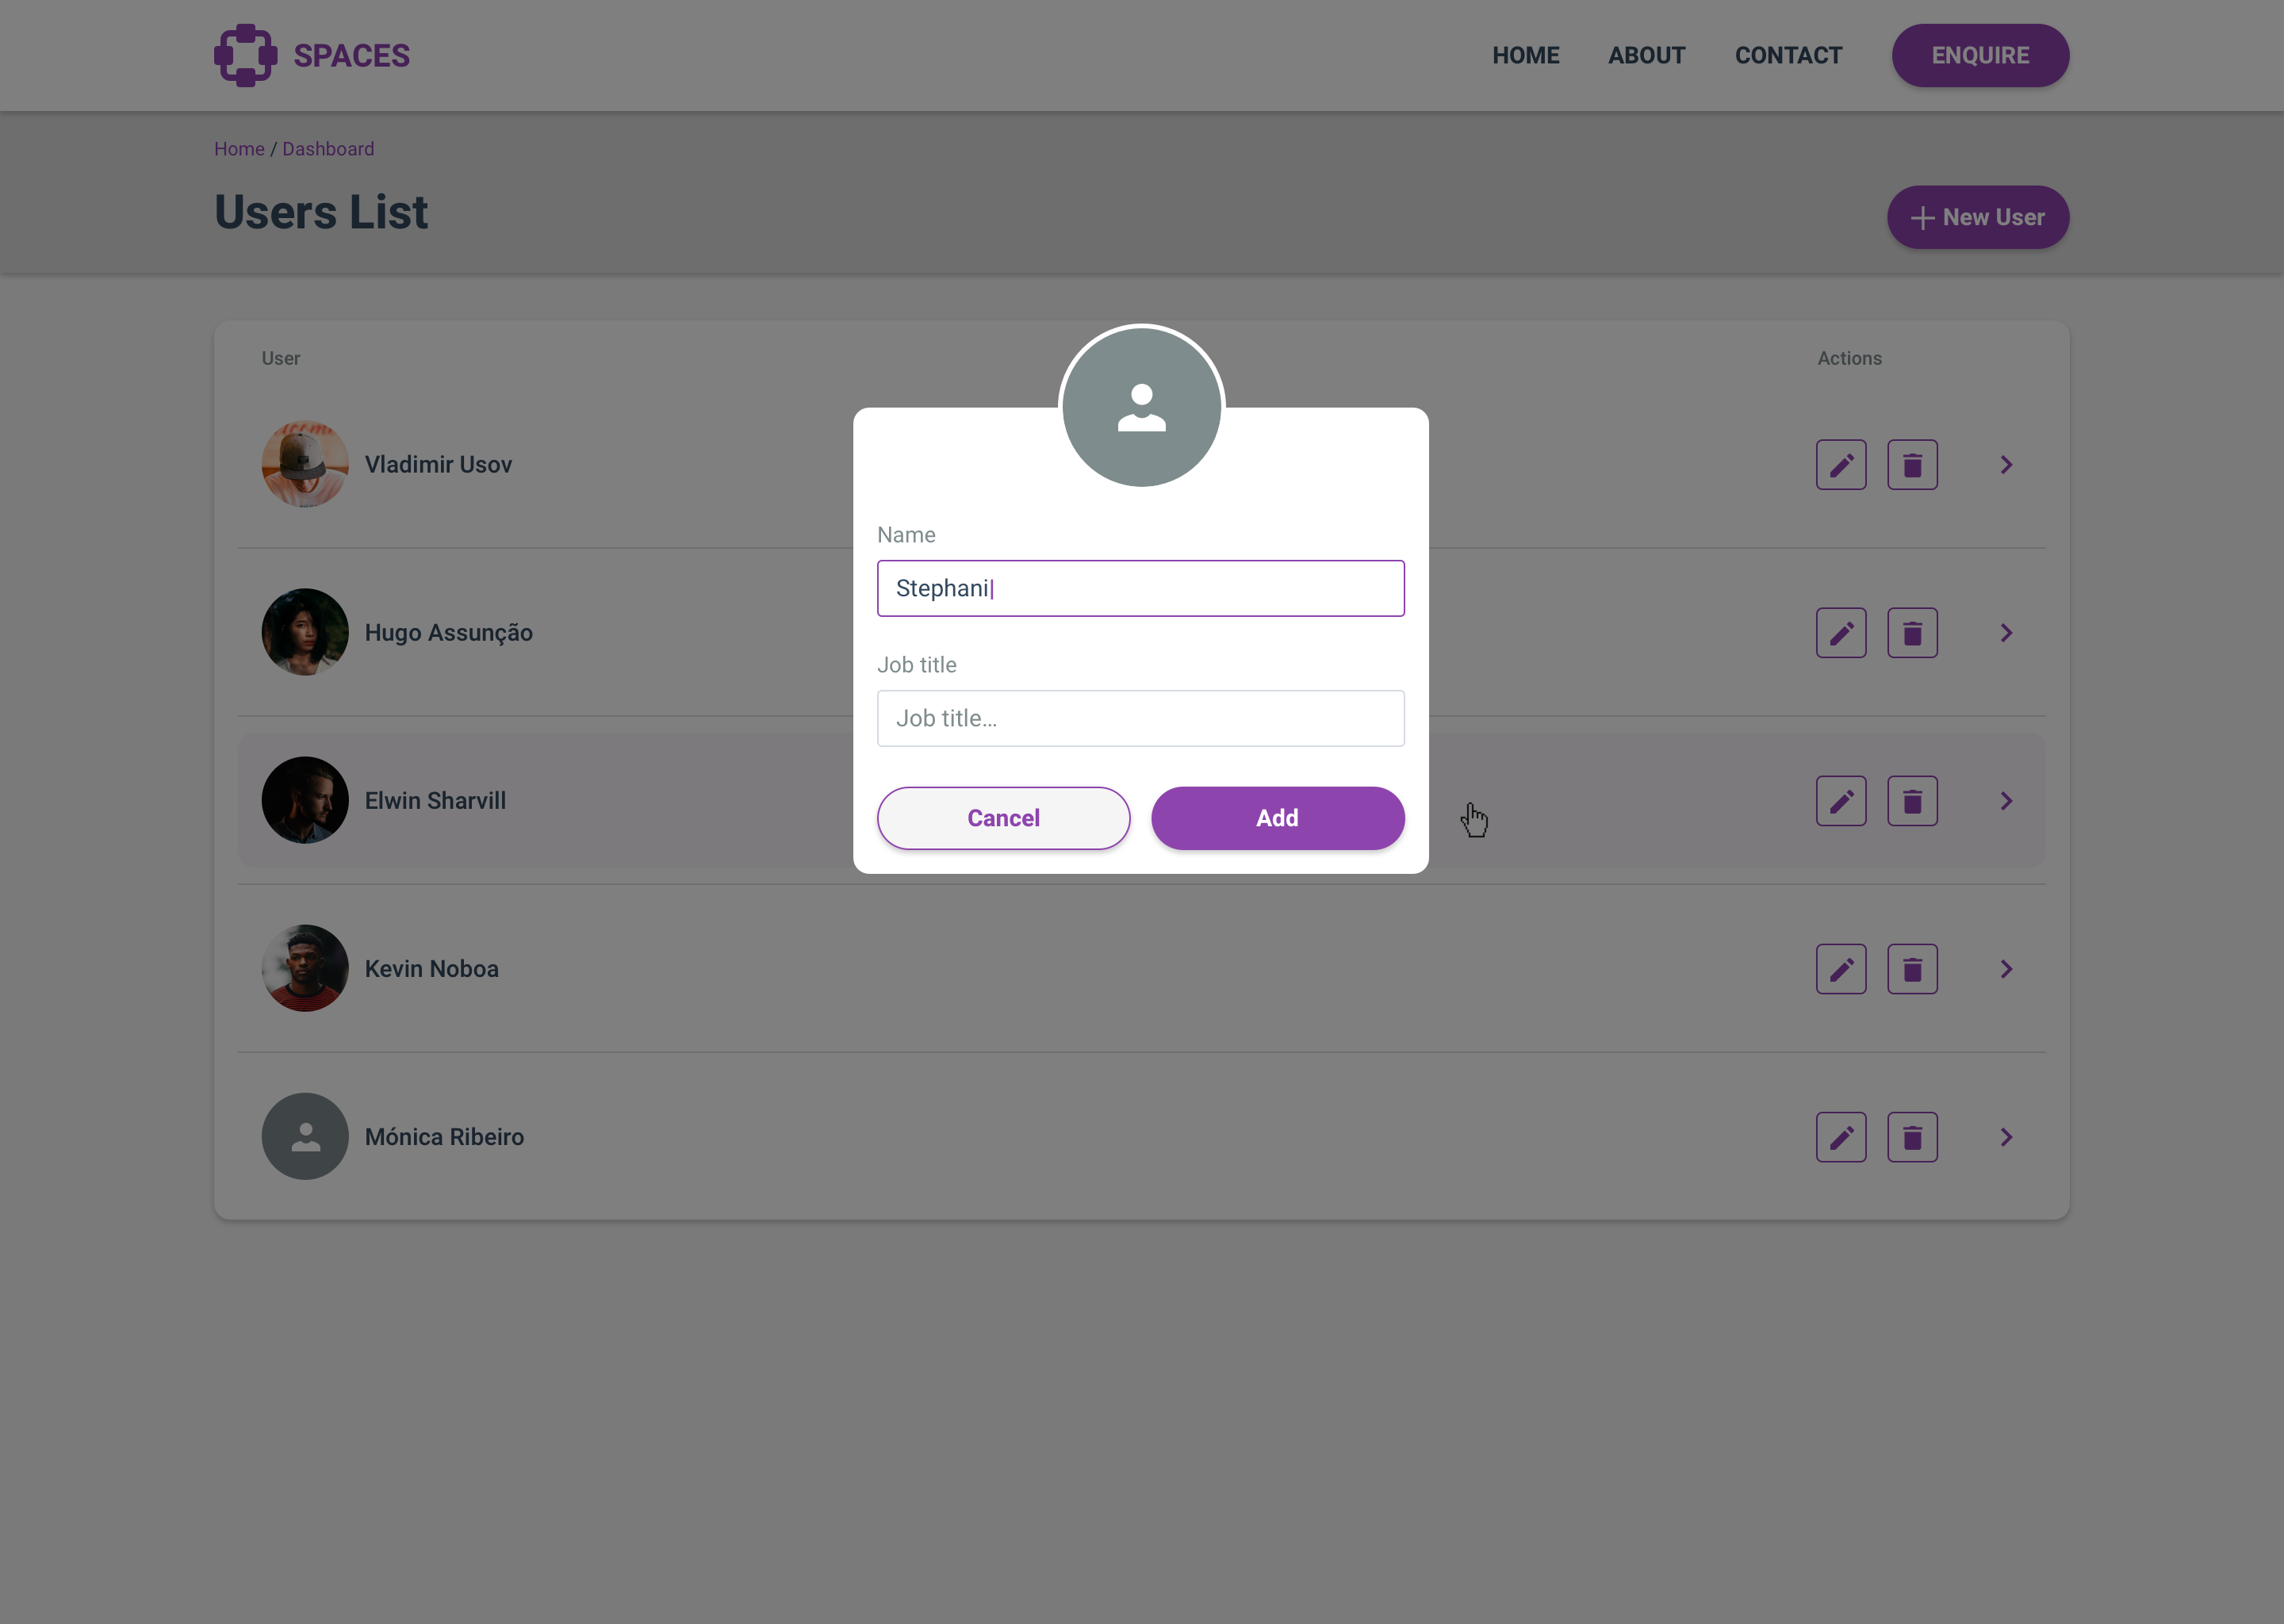 SPACES
HOME ABOUT CONTACT ENQUIRE
Home / Dashboard
Users List
New User
User Actions
Vladimir Usov
Name
Stephani
Hugo Assunção
Job title
Job title...
Elwin Sharvill
Cancel Add
Kevin Noboa
Mónica Ribeiro